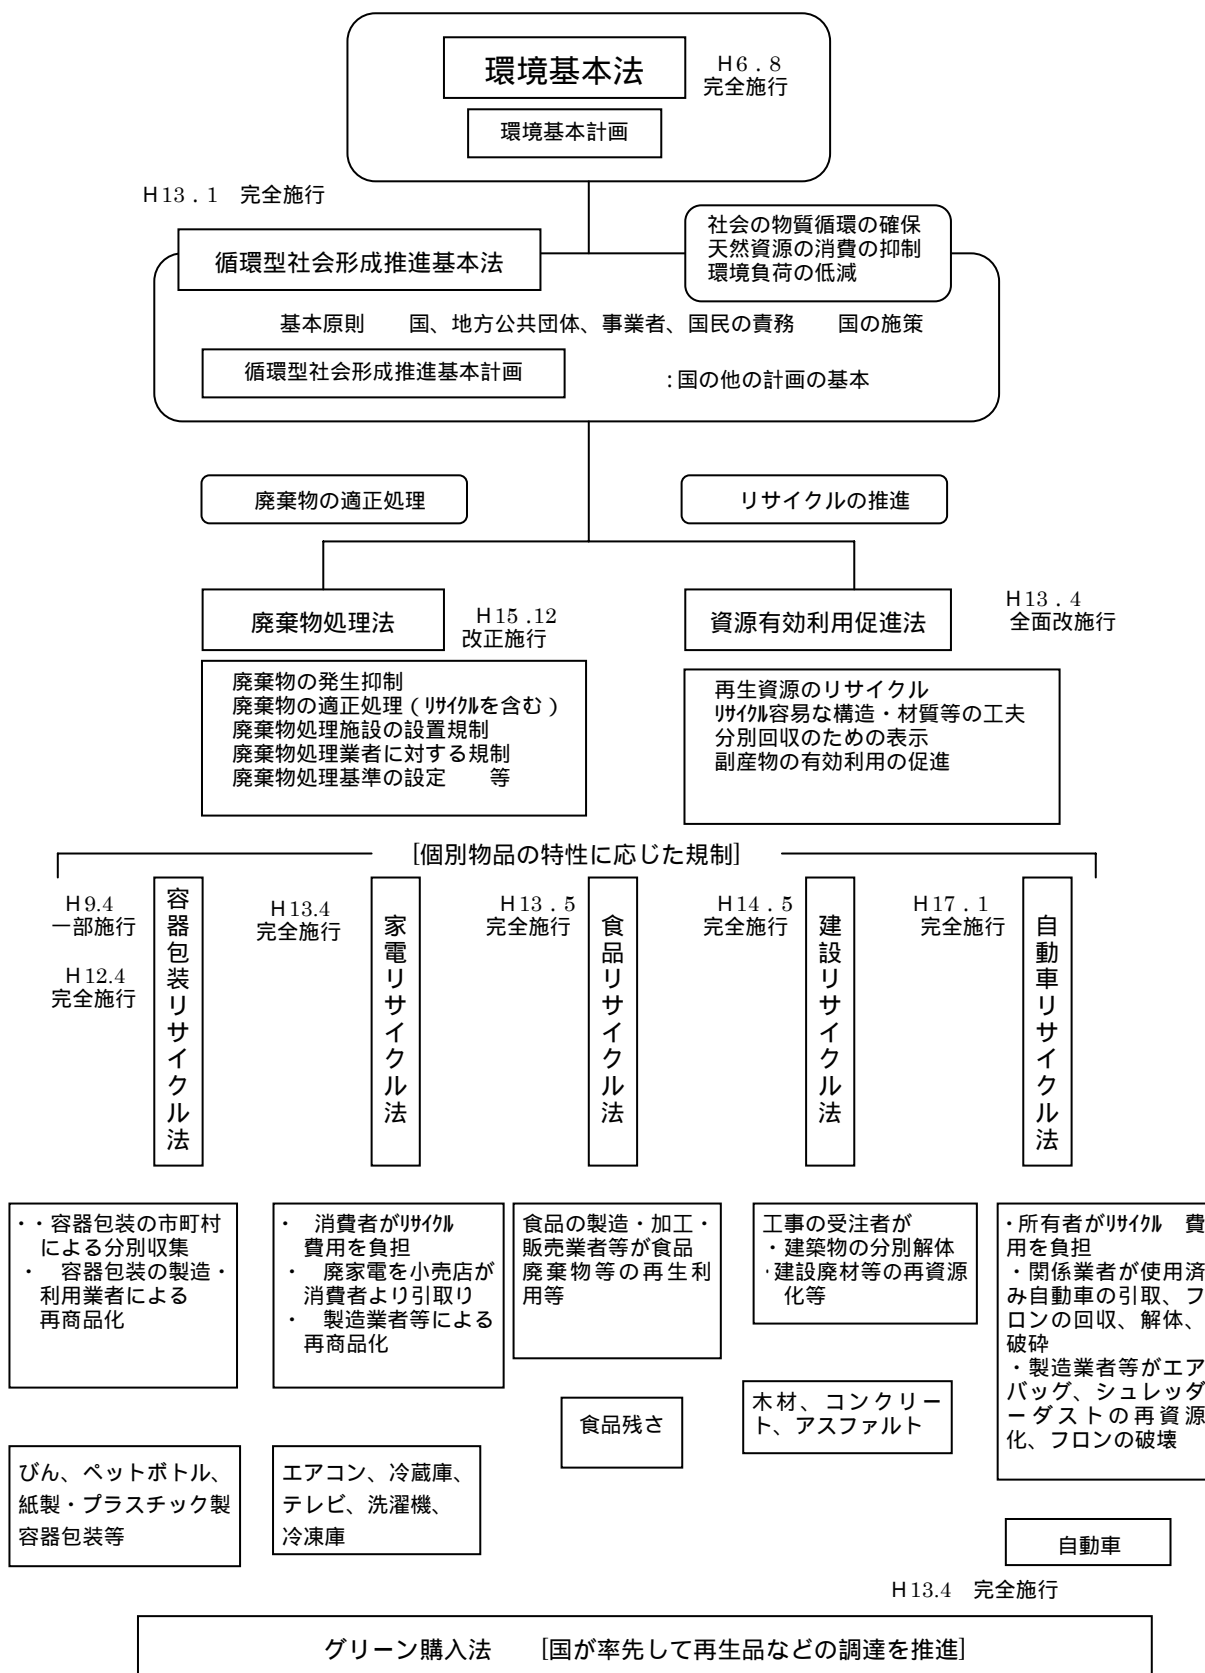 環境基本法
H6．8
完全施行
環境基本計画
H13．1　完全施行
社会の物質循環の確保
天然資源の消費の抑制
環境負荷の低減
循環型社会形成推進基本法
基本原則　　国、地方公共団体、事業者、国民の責務　　国の施策
循環型社会形成推進基本計画
：国の他の計画の基本
廃棄物の適正処理
リサイクルの推進
廃棄物処理法
H15.12
改正施行
資源有効利用促進法
H13．4
全面改施行
廃棄物の発生抑制
廃棄物の適正処理（ﾘｻｲｸﾙを含む）
廃棄物処理施設の設置規制
廃棄物処理業者に対する規制
廃棄物処理基準の設定　　等
再生資源のリサイクル
ﾘｻｲｸﾙ容易な構造・材質等の工夫
分別回収のための表示
副産物の有効利用の促進
[個別物品の特性に応じた規制]
H9.4
一部施行
H12.4
完全施行
容器包装リサイクル法
H13.4
完全施行
家電リサイクル法
H13．5
完全施行
食品リサイクル法
H14．5
完全施行
建設リサイクル法
H17．1
完全施行
自動車リサイクル法
・・容器包装の市町村
による分別収集
・　容器包装の製造・
利用業者による
再商品化
・　消費者がﾘｻｲｸﾙ
費用を負担
・　廃家電を小売店が
消費者より引取り
・　製造業者等による
再商品化
食品の製造・加工・
販売業者等が食品
廃棄物等の再生利
用等
工事の受注者が
・建築物の分別解体
・建設廃材等の再資源
化等
・所有者がﾘｻｲｸﾙ　費
用を負担
・関係業者が使用済
み自動車の引取、フ
ロンの回収、解体、
破砕
・製造業者等がエア
バッグ、シュレッダ
ーダストの再資源
化、フロンの破壊
びん、ペットボトル、
紙製・プラスチック製
容器包装等
エアコン、冷蔵庫、
テレビ、洗濯機、
冷凍庫
食品残さ
木材、コンクリー
ト、アスファルト
自動車
H13.4　完全施行
グリーン購入法　　[国が率先して再生品などの調達を推進]